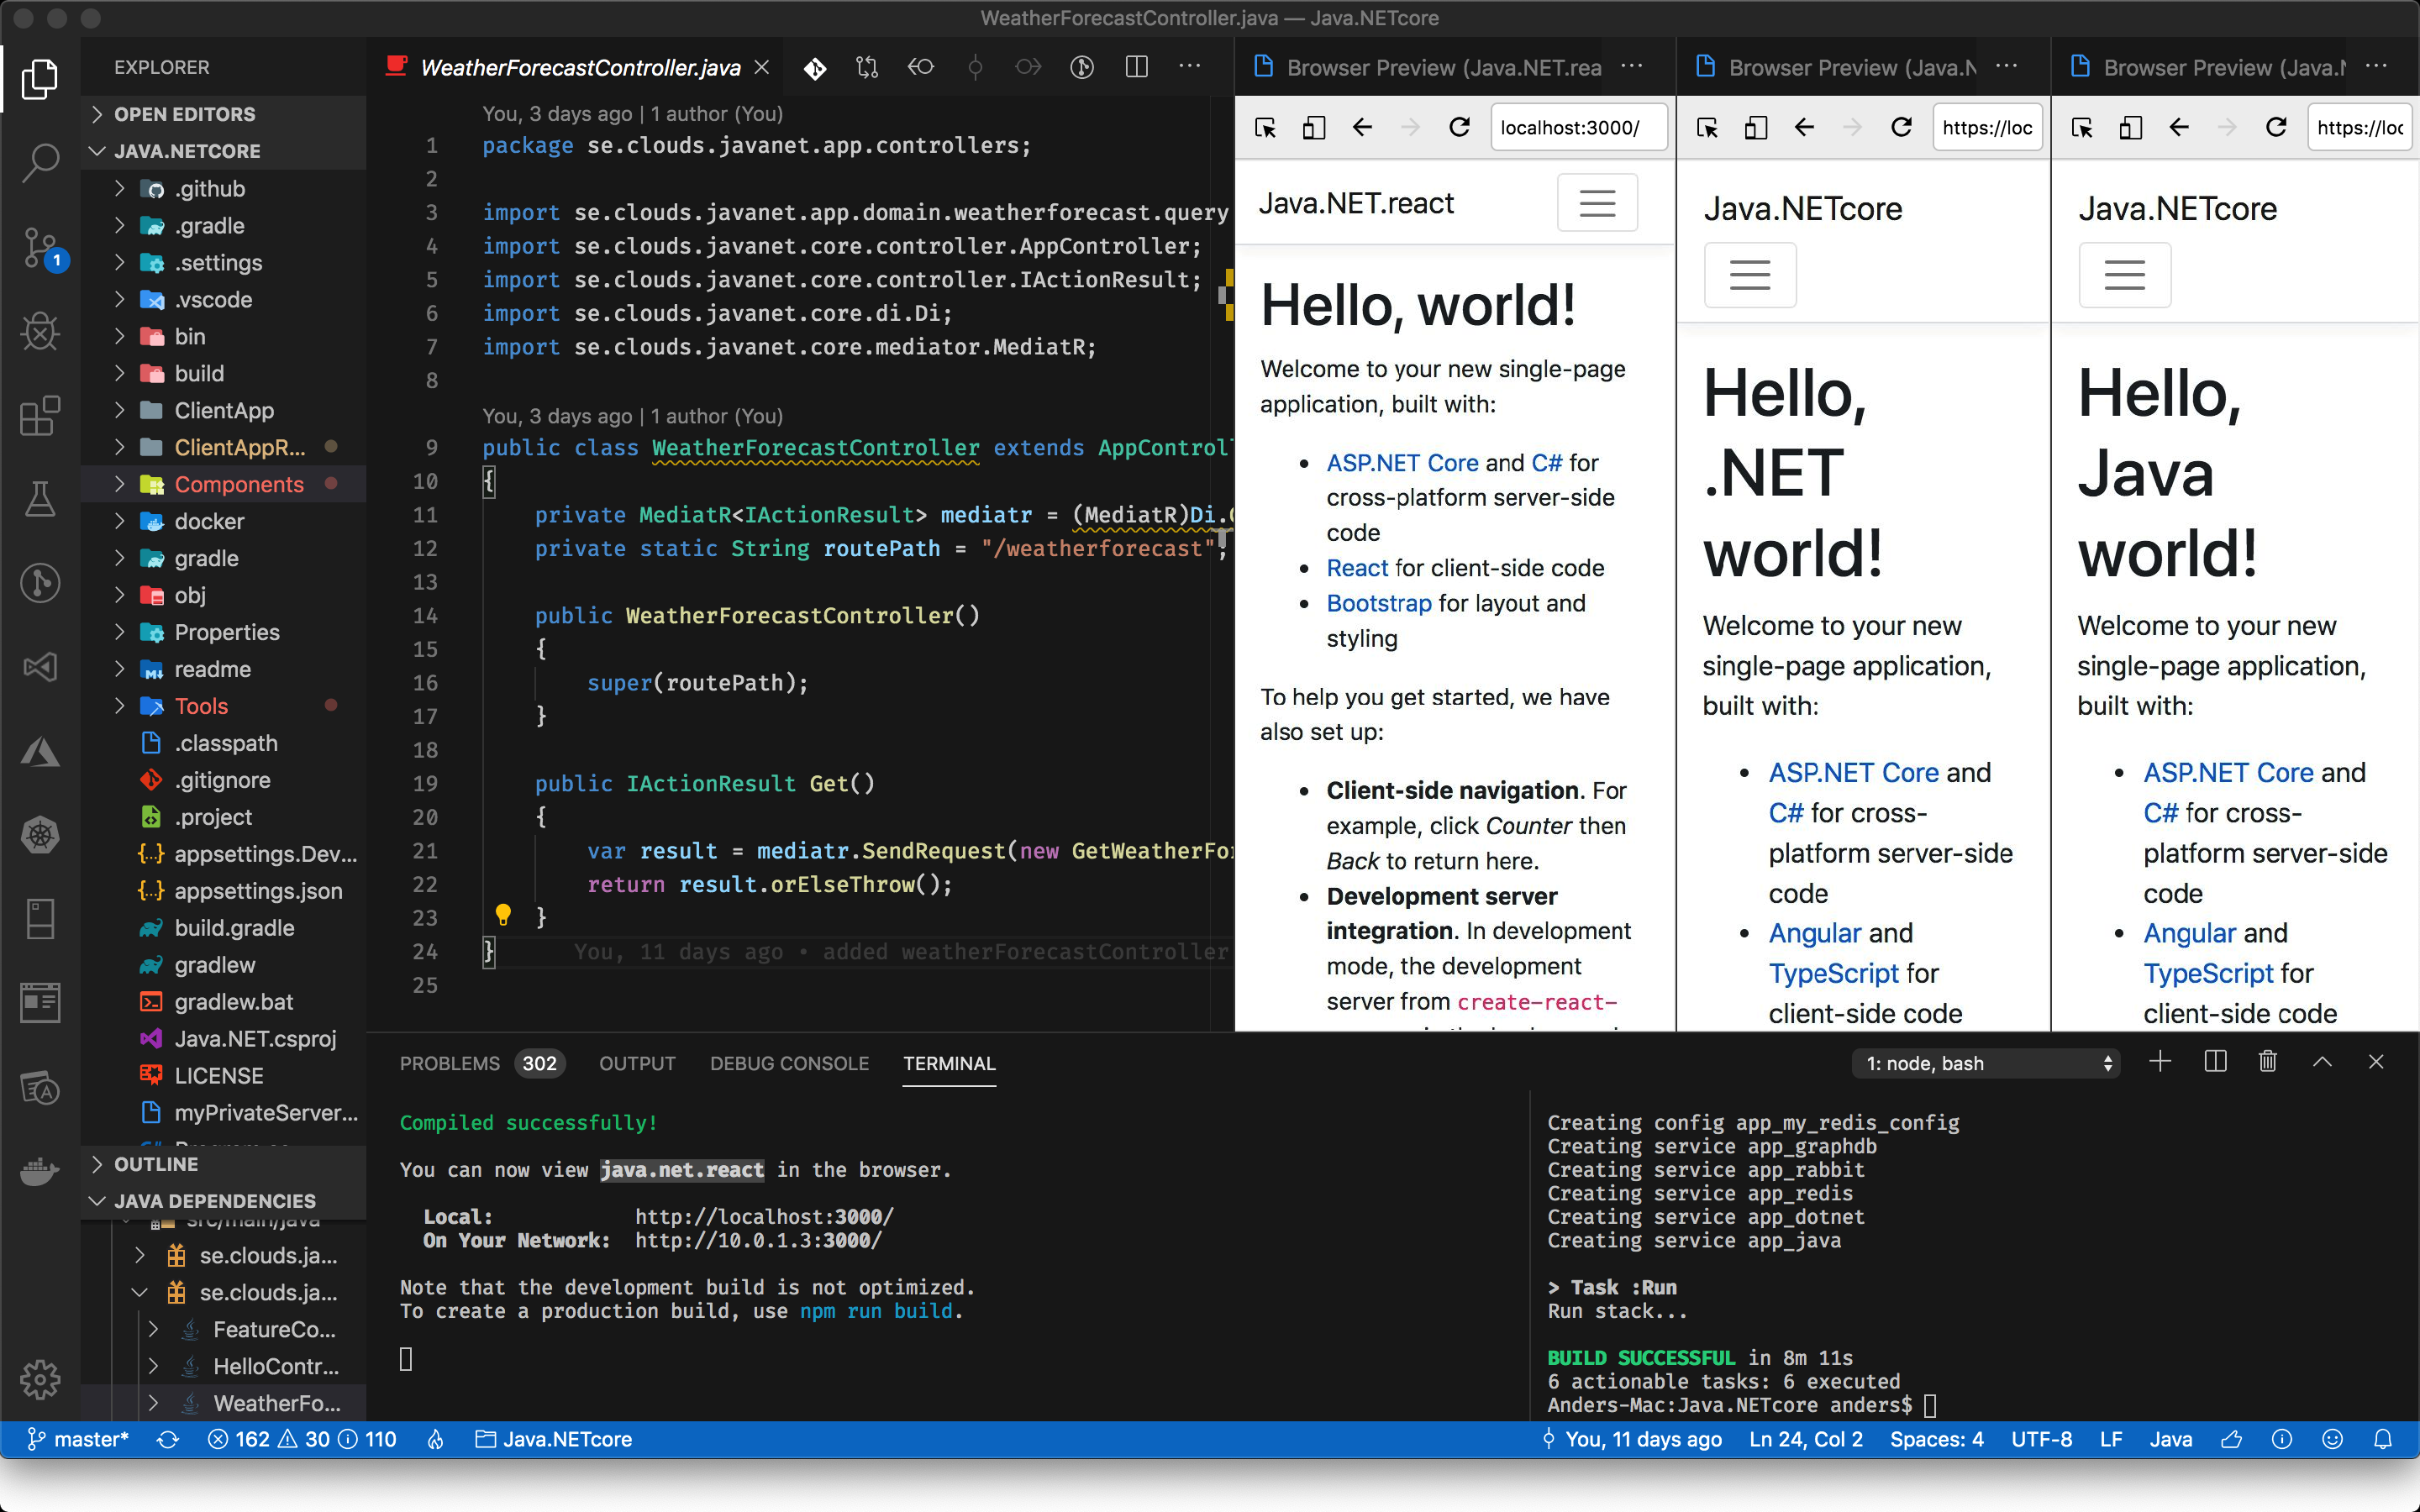 WeatherForecastController.java — Java.NETcore
EXPLORER
OPEN EDITORS
JAVA.NETCORE
.github
.gradle
.settings
.vscode
bin
build
ClientApp
ClientAppR...
Components
docker
gradle
obj
Properties
readme
Tools
.classpath
.gitignore
.project
appsettings.Dev...
appsettings.json
build.gradle
gradlew
gradlew.bat
Java.NET.csproj
LICENSE
myPrivateServer...
OUTLINE
JAVA DEPENDENCIES
src/main/java
se.clouds.ja...
se.clouds.ja...
FeatureCo...
HelloContr...
WeatherFo...
1
WeatherForecastController.java
You, 3 days ago | 1 author (You)
1 package se.clouds.javanet.app.controllers;
2
3 import se.clouds.javanet.app.domain.weatherforecast.query
4 import se.clouds.javanet.core.controller.AppController;
5 import se.clouds.javanet.core.controller.IActionResult;
6 import se.clouds.javanet.core.di.Di;
7 import se.clouds.javanet.core.mediator.MediatR;
8
You, 3 days ago | 1 author (You)
9 public class WeatherForecastController extends AppControl
10 {
11 private MediatR<IActionResult> mediatr = (MediatR)Di.
12 private static String routePath = "/weatherforecast";
13
14 public WeatherForecastController()
15 {
16 super(routePath);
17 }
18
19 public IActionResult Get()
20 {
21 var result = mediatr.SendRequest(new GetWeatherFo
22 return result.orElseThrow();
23 }
24 } You, 11 days ago • added weatherForecastController
25
Browser Preview (Java.NET.rea
localhost:3000/
Java.NET.react
Hello, world!
Welcome to your new single-page
application, built with:
• ASP.NET Core and C# for
cross-platform server-side
code
• React for client-side code
• Bootstrap for layout and
styling
To help you get started, we have
also set up:
• Client-side navigation. For
example, click Counter then
Back to return here.
• Development server
integration. In development
mode, the development
server from create-react-
Browser Preview (Java.N
https://loc
Java.NETcore
Hello,
.NET
world!
Welcome to your new
single-page application,
built with:
• ASP.NET Core and
C# for cross-
platform server-side
code
• Angular and
TypeScript for
client-side code
Browser Preview (Java.N
https://loc
Java.NETcore
Hello,
Java
world!
Welcome to your new
single-page application,
built with:
• ASP.NET Core and
C# for cross-
platform server-side
code
• Angular and
TypeScript for
client-side code
PROBLEMS 302 OUTPUT DEBUG CONSOLE TERMINAL
1: node, bash
Compiled successfully!
You can now view java.net.react in the browser.
Local: http://localhost:3000/
On Your Network: http://10.0.1.3:3000/
Note that the development build is not optimized.
To create a production build, use npm run build.
Creating config app_my_redis_config
Creating service app_graphdb
Creating service app_rabbit
Creating service app_redis
Creating service app_dotnet
Creating service app_java
> Task :Run
Run stack...
BUILD SUCCESSFUL in 8m 11s
6 actionable tasks: 6 executed
Anders-Mac:Java.NETcore anders$
master* 162 30 110 Java.NETcore
You, 11 days ago Ln 24, Col 2 Spaces: 4 UTF-8 LF Java